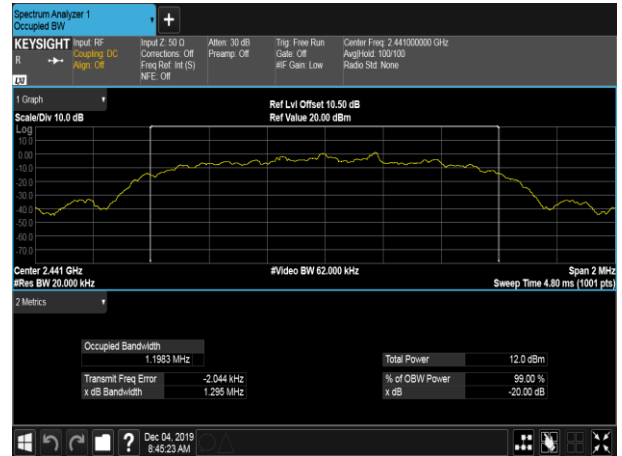 Spectrum Analyzer 1
Occupied BW
KEYSIGHT
R
LXI
Input: RF
Coupling: DC
Align: Off
Input Z: 50 Ω
Corrections: Off
Freq Ref: Int (S)
NFE: Off
Atten: 30 dB
Preamp: Off
Trig: Free Run
Gate: Off
#IF Gain: Low
Center Freq: 2.441000000 GHz
Avg|Hold: 100/100
Radio Std: None
1 Graph
Scale/Div 10.0 dB
Ref Lvl Offset 10.50 dB
Ref Value 20.00 dBm
Log
10.0
0.00
-10.0
-20.0
-30.0
-40.0
-50.0
-60.0
-70.0
Center 2.441 GHz
#Res BW 20.000 kHz
#Video BW 62.000 kHz
Span 2 MHz
Sweep Time 4.80 ms (1001 pts)
2 Metrics
Occupied Bandwidth
1.1983 MHz
Total Power 12.0 dBm
Transmit Freq Error -2.044 kHz
% of OBW Power 99.00 %
x dB Bandwidth 1.295 MHz
x dB -20.00 dB
?
Dec 04, 2019
8:45:23 AM